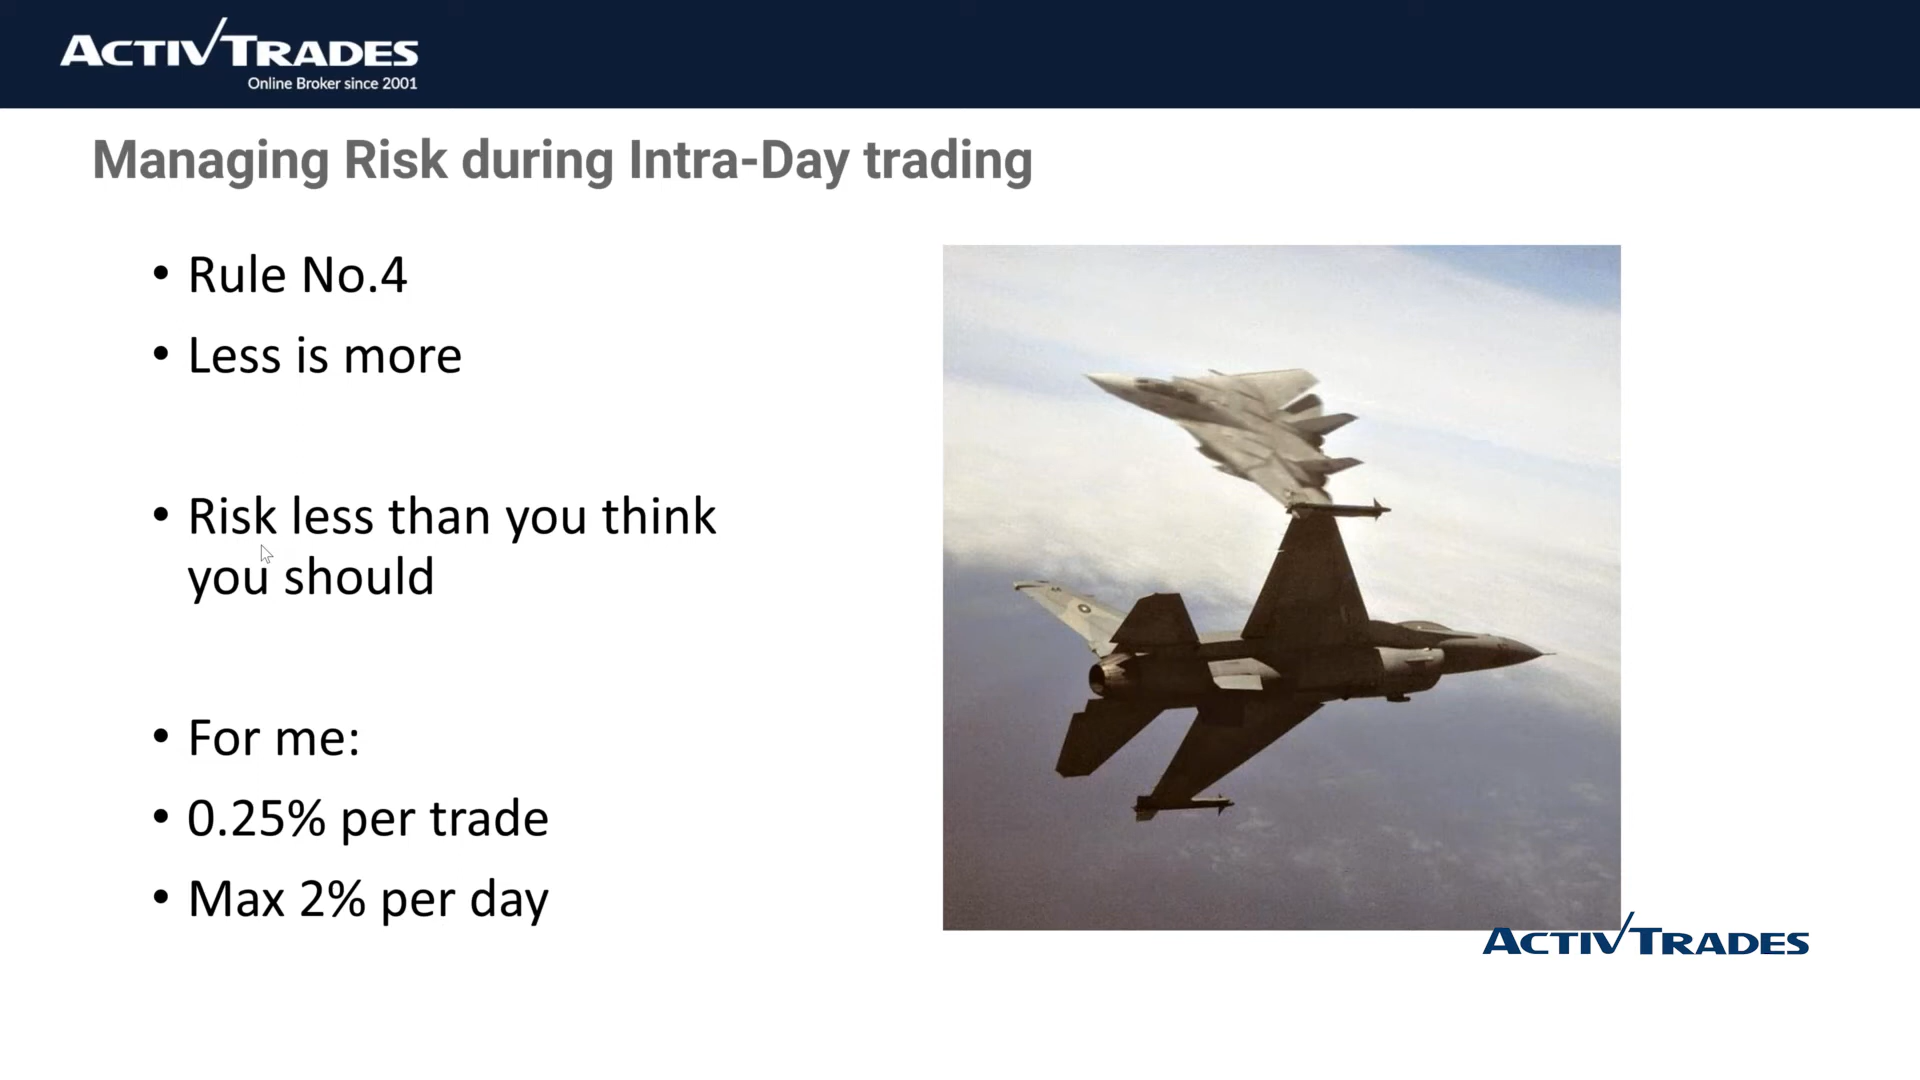 ACTIVTRADES
Online Broker since 2001
Managing Risk during Intra-Day trading
• Rule No.4
• Less is more
• Risk less than you think
you should
• For me:
• 0.25% per trade
• Max 2% per day
ACTIVTRADES